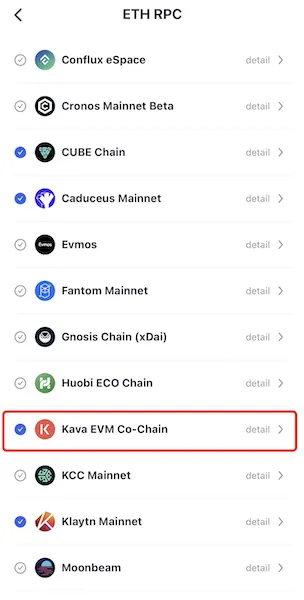 ETH RPC
Conflux eSpace detail
Cronos Mainnet Beta detail
CUBE Chain detail
Caduceus Mainnet detail
Evmos Evmos detail
Fantom Mainnet detail
Gnosis Chain (xDai) detail
Huobi ECO Chain detail
Kava EVM Co-Chain detail
KCC Mainnet detail
Klaytn Mainnet detail
Moonbeam detail